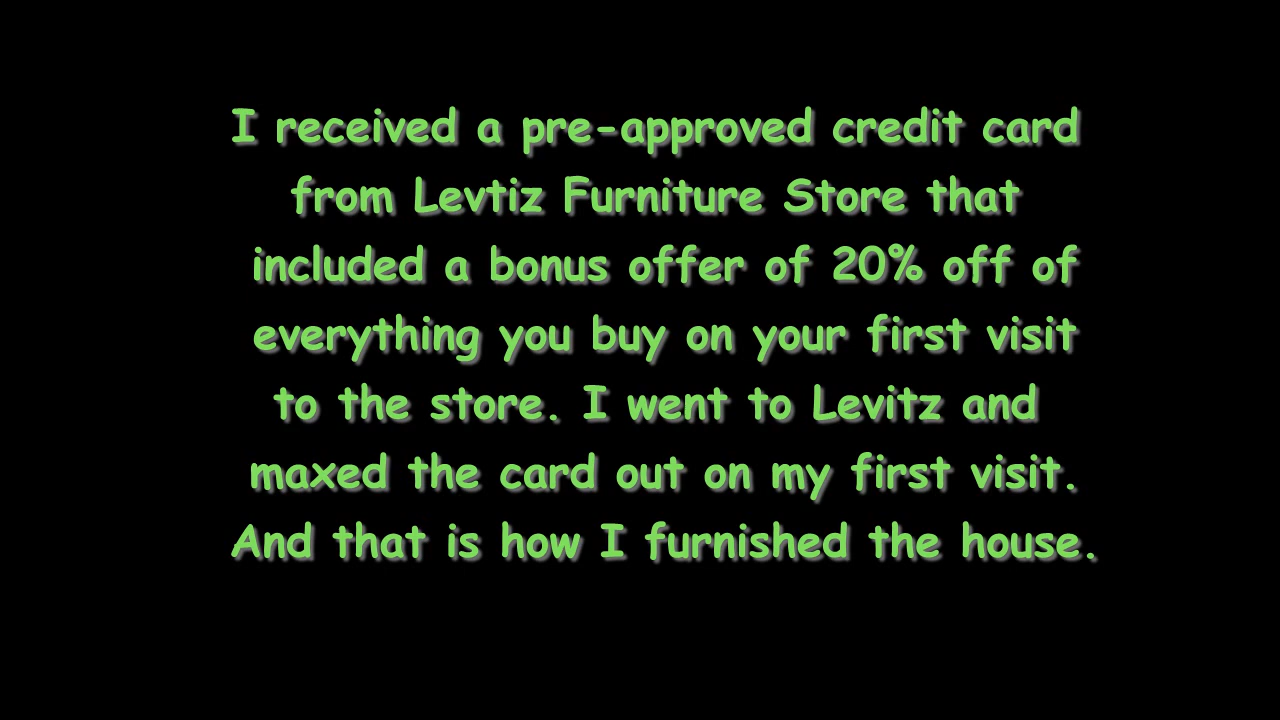 I received a pre-approved credit card
from Levtiz Furniture Store that
included a bonus offer of 20% off of
everything you buy on your first visit
to the store. I went to Levitz and
maxed the card out on my first visit.
And that is how I furnished the house.